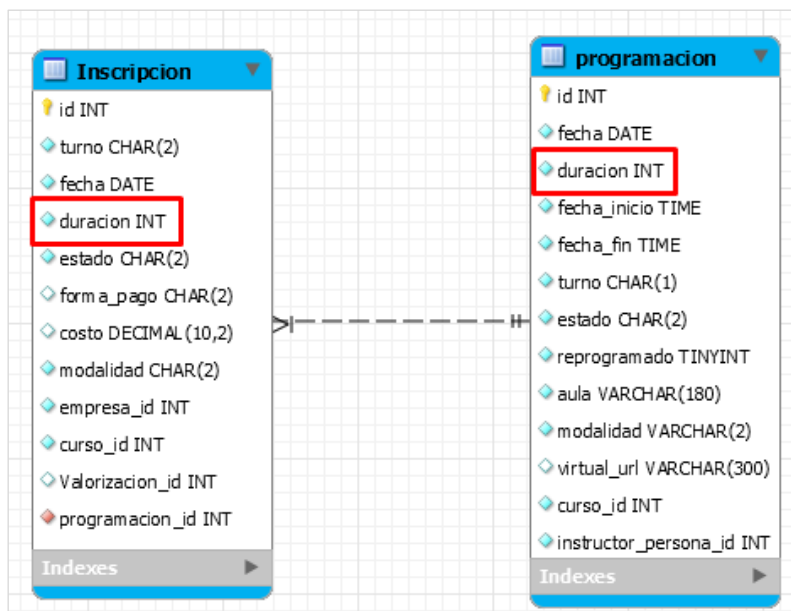 Inscripcion
id INT
turno CHAR(2)
fecha DATE
duracion INT
estado CHAR(2)
forma_pago CHAR(2)
costo DECIMAL(10,2)
modalidad CHAR(2)
empresa_id INT
curso_id INT
Valorizacion_id INT
programacion_id INT
Indexes
programacion
id INT
fecha DATE
duracion INT
fecha_inicio TIME
fecha_fin TIME
turno CHAR(1)
estado CHAR(2)
reprogramado TINYINT
aula VARCHAR(180)
modalidad VARCHAR(2)
virtual_url VARCHAR(300)
curso_id INT
instructor_persona_id INT
Indexes